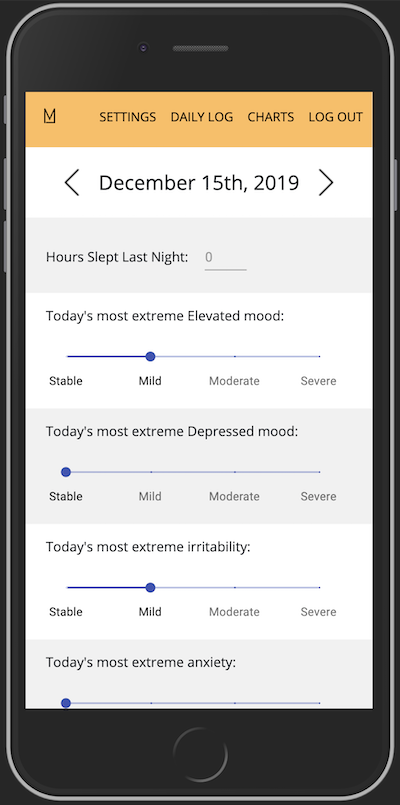 M SETTINGS DAILY LOG CHARTS LOG OUT
December 15th, 2019
Hours Slept Last Night: 0
Today's most extreme Elevated mood:
Stable Mild Moderate Severe
Today's most extreme Depressed mood:
Stable Mild Moderate Severe
Today's most extreme irritability:
Stable Mild Moderate Severe
Today's most extreme anxiety: